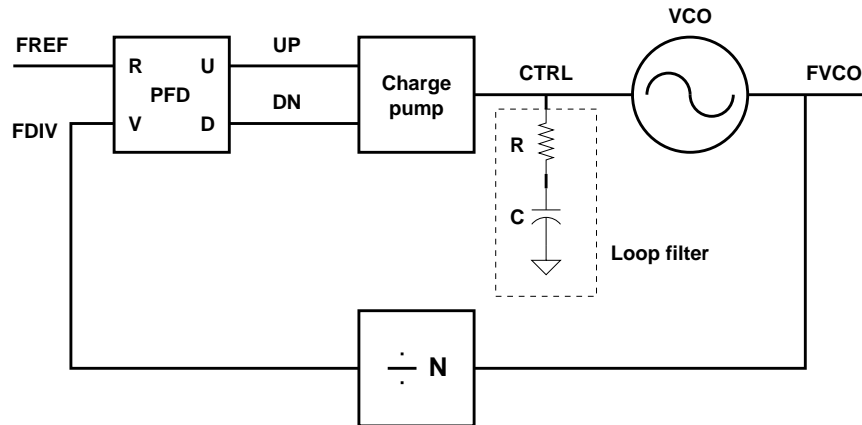 VCO
FREF
UP
CTRL
FVCO
R U
PFD
V D
Charge
pump
DN
FDIV
R
C
Loop filter
÷ N